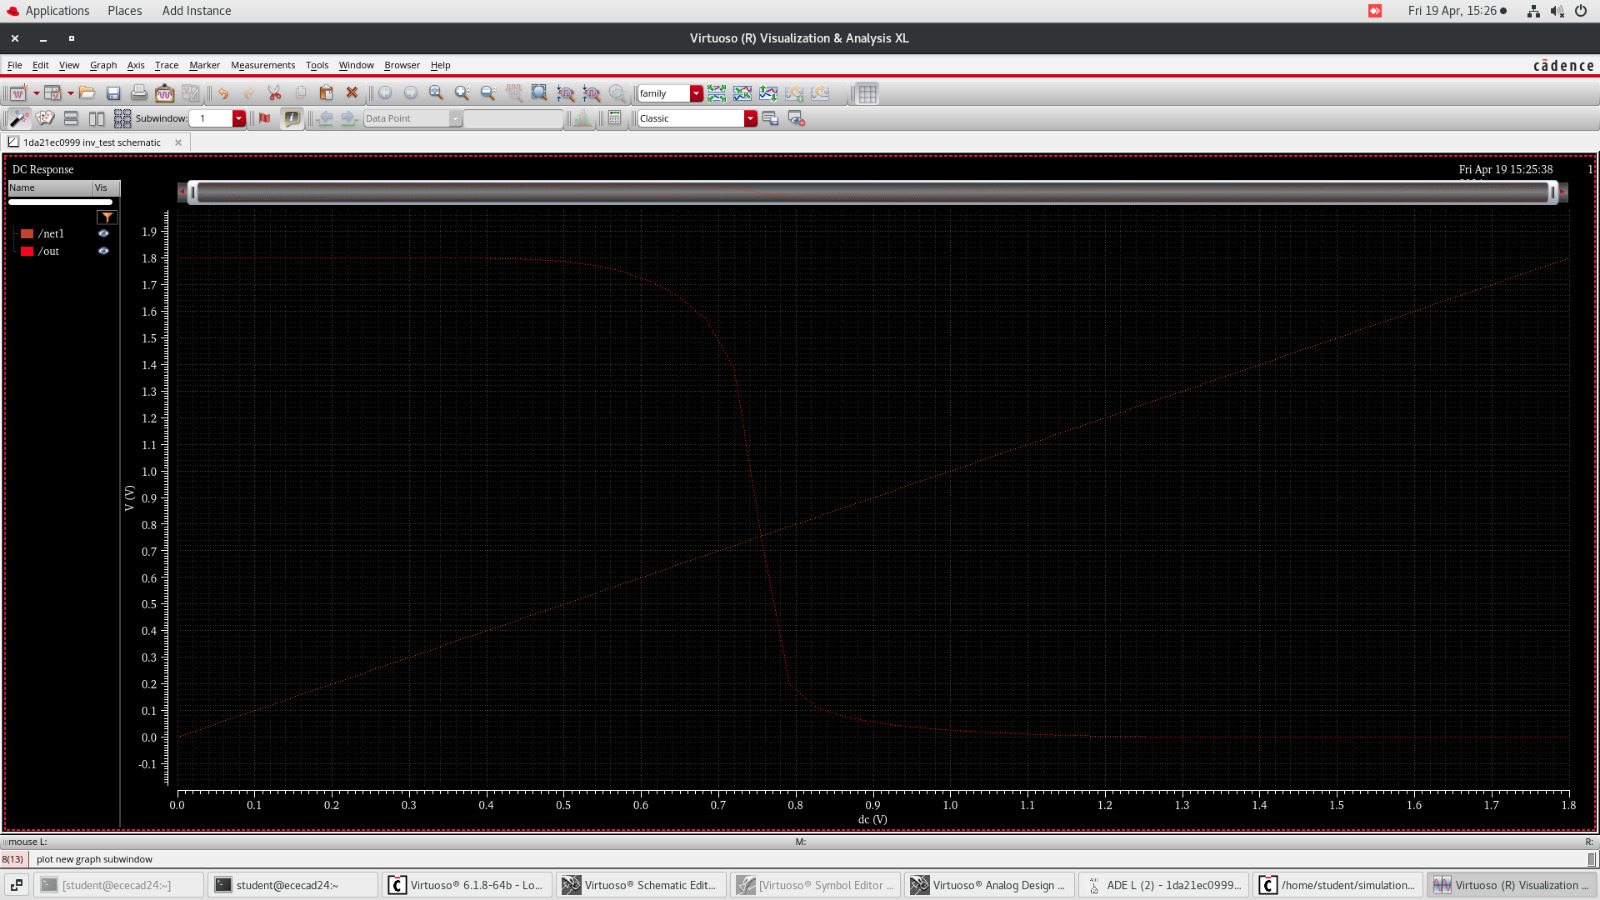 Applications Places Add Instance Fri 19 Apr, 15:26
Virtuoso (R) Visualization & Analysis XL
File Edit View Graph Axis Trace Marker Measurements Tools Window Browser Help cādence
family
Subwindow: 1 Data Point Classic
1da21ec0999 inv_test schematic
DC Response Fri Apr 19 15:25:38 1
Name Vis
/net1
/out
1.9
1.8
1.7
1.6
1.5
1.4
1.3
1.2
1.1
1.0
0.9
0.8
0.7
0.6
0.5
0.4
0.3
0.2
0.1
0.0
-0.1
V (V)
0.0 0.1 0.2 0.3 0.4 0.5 0.6 0.7 0.8 0.9 1.0 1.1 1.2 1.3 1.4 1.5 1.6 1.7 1.8
dc (V)
mouse L: M: R:
8(13) plot new graph subwindow
[student@ececad24:~] student@ececad24:~ Virtuoso® 6.1.8-64b - Lo... Virtuoso® Schematic Edit... [Virtuoso® Symbol Editor ... Virtuoso® Analog Design ... ADE L (2) - 1da21ec0999... /home/student/simulation... Virtuoso (R) Visualization ...